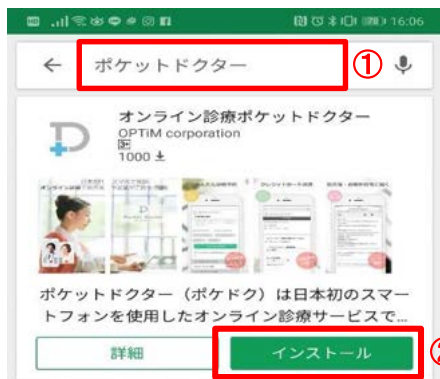 16:06
ポケットドクター
①
オンライン診療ポケットドクター
OPTiM corporation
3+
1000
ポケットドクター（ポケドク）は日本初のスマー
トフォンを使用したオンライン診療サービスで...
詳細
インストール
②